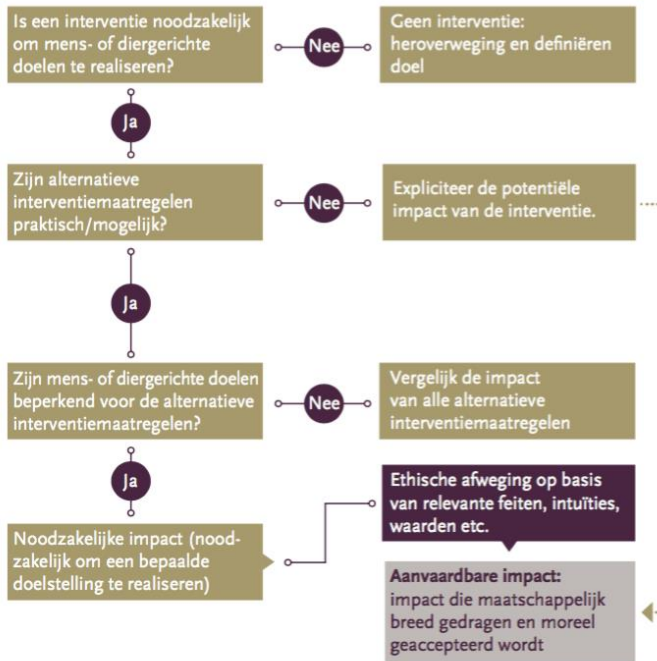 Is een interventie noodzakelijk
om mens- of diergerichte
doelen te realiseren?
Nee
Geen interventie:
heroverweging en definiëren
doel
Ja
Zijn alternatieve
interventiemaatregelen
praktisch/mogelijk?
Nee
Expliciteer de potentiële
impact van de interventie.
Ja
Zijn mens- of diergerichte doelen
beperkend voor de alternatieve
interventiemaatregelen?
Nee
Vergelijk de impact
van alle alternatieve
interventiemaatregelen
Ja
Noodzakelijke impact (nood-
zakelijk om een bepaalde
doelstelling te realiseren)
Ethische afweging op basis
van relevante feiten, intuïties,
waarden etc.
Aanvaardbare impact:
impact die maatschappelijk
breed gedragen en moreel
geaccepteerd wordt